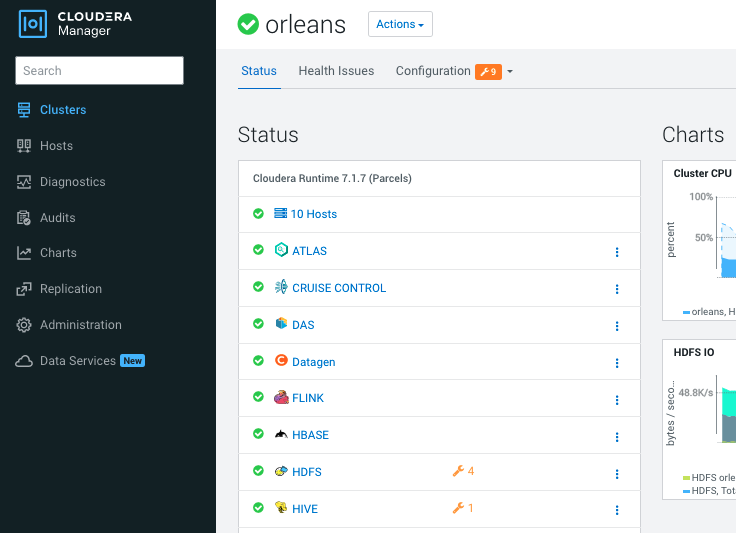 CLOUDERA
Manager
Search
Clusters
Hosts
Diagnostics
Audits
Charts
Replication
Administration
Data Services New
orleans
Actions
Status
Health Issues
Configuration 9
Status
Cloudera Runtime 7.1.7 (Parcels)
10 Hosts
ATLAS
CRUISE CONTROL
DAS
Datagen
FLINK
HBASE
HDFS 4
HIVE 1
Charts
Cluster CPU
100%
50%
percent
orleans, H
HDFS IO
48.8K/s
bytes / seco...
HDFS orle
HDFS, Tot